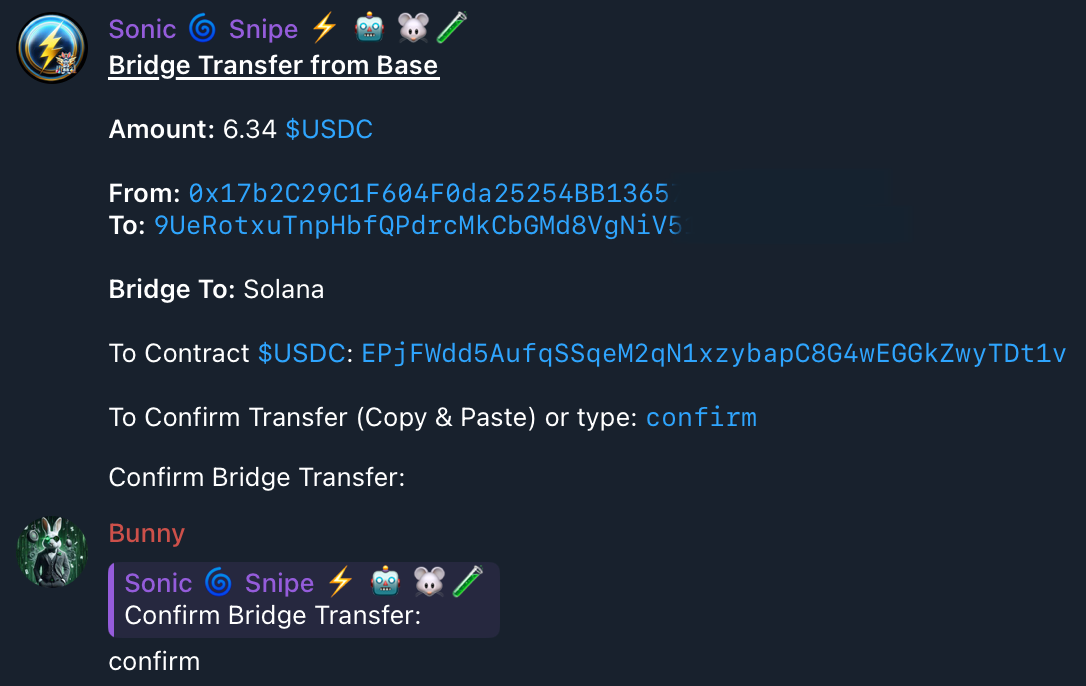 Sonic 🌀 Snipe ⚡ 🤖 🐭🧪
Bridge Transfer from Base
Amount: 6.34 $USDC
From: 0x17b2C29C1F604F0da25254BB1365
To: 9UeRotxuTnpHbfQPdrcMkCbGMd8VgNiV5
Bridge To: Solana
To Contract $USDC: EPjFWdd5AufqSSqeM2qN1xzybapC8G4wEGGkZwyTDt1v
To Confirm Transfer (Copy & Paste) or type: confirm
Confirm Bridge Transfer:
Bunny
Sonic 🌀 Snipe ⚡ 🤖 🐭🧪
Confirm Bridge Transfer:
confirm